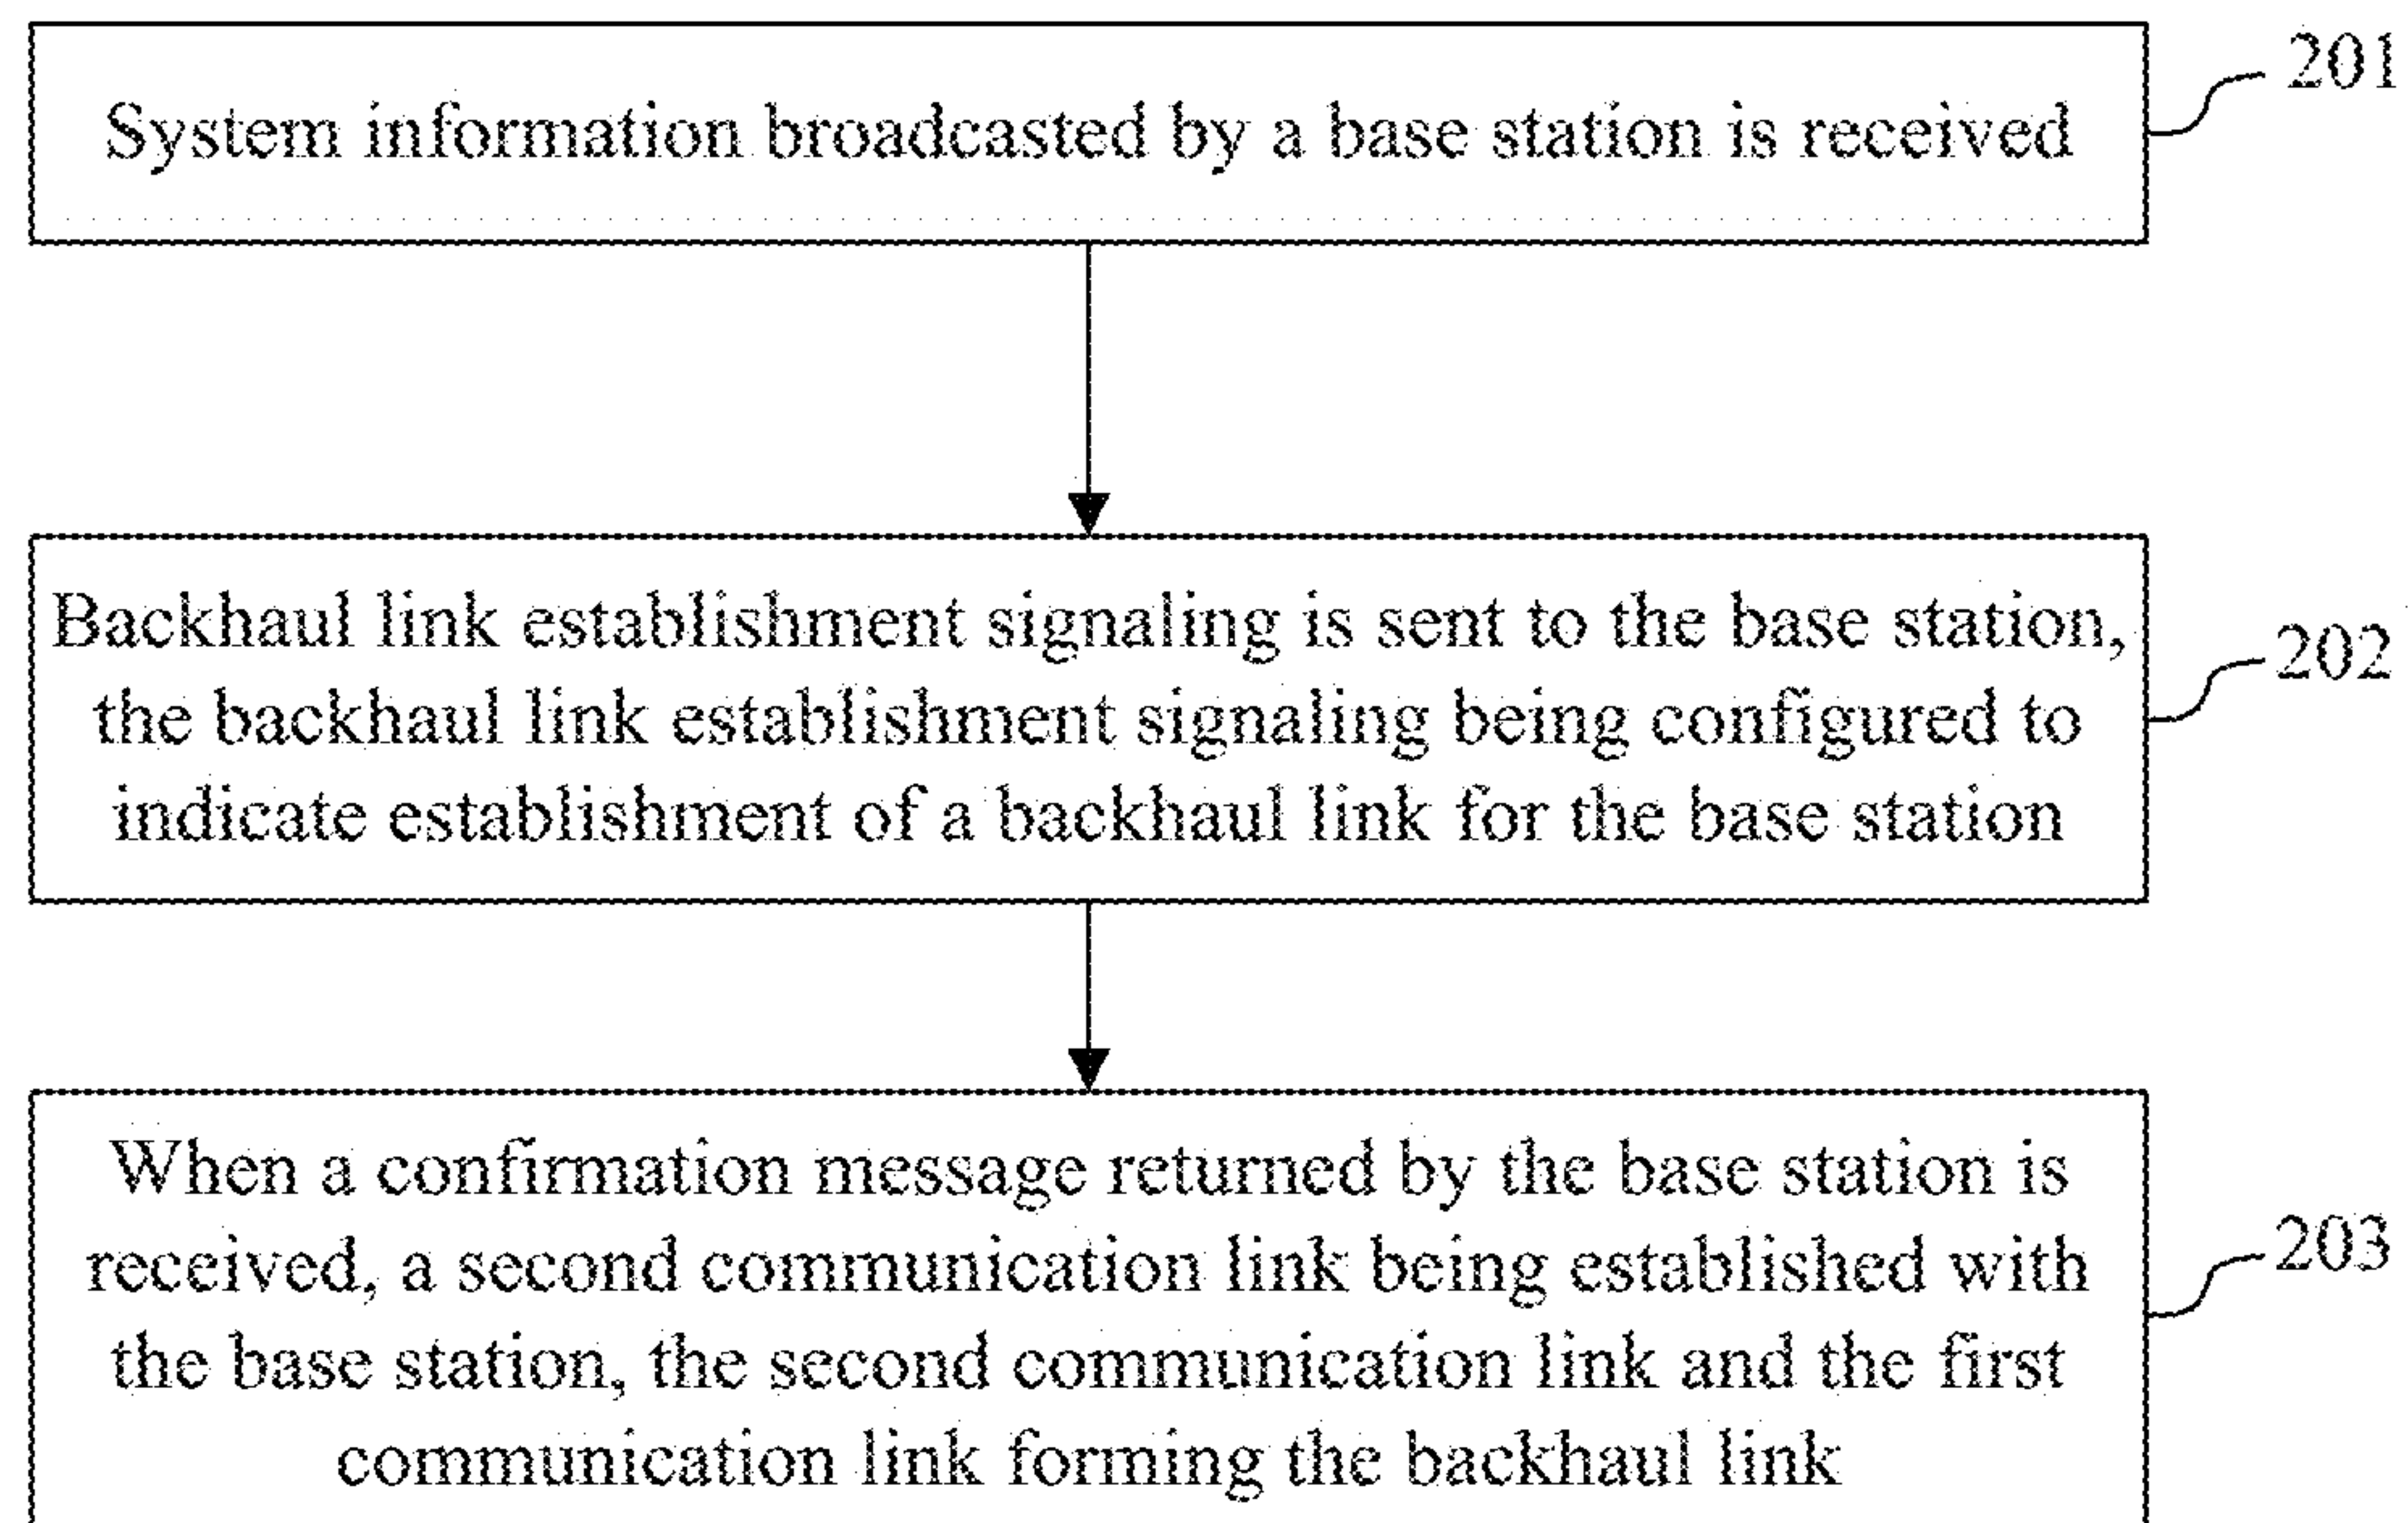 System information broadcasted by a base station is received
201
Backhaul link establishment signaling is sent to the base station,
the backhaul link establishment signaling being configured to
indicate establishment of a backhaul link for the base station
202
When a confirmation message returned by the base station is
received, a second communication link being established with
the base station, the second communication link and the first
communication link forming the backhaul link
203